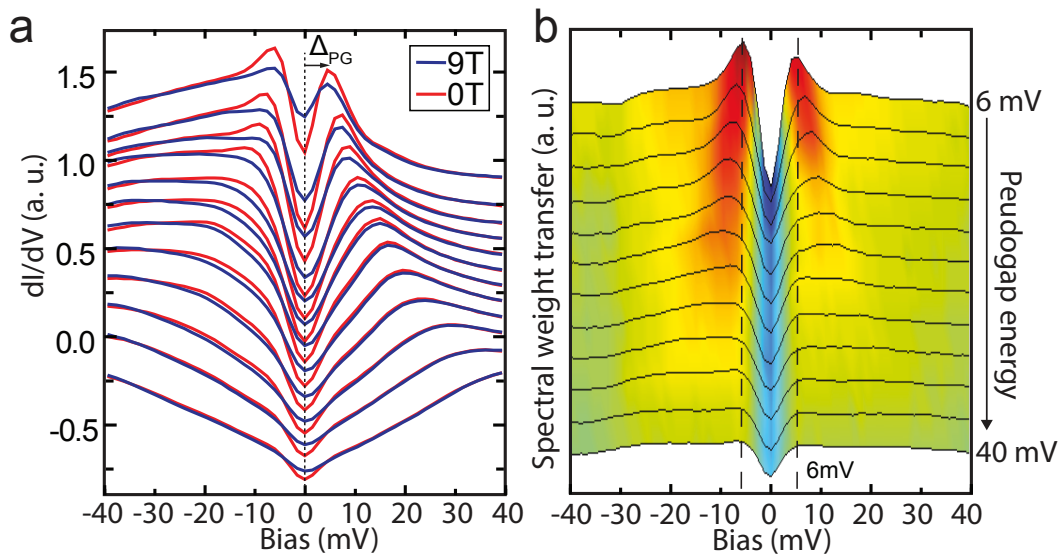 a
dI/dV (a. u.)
1.5
1.0
0.5
0.0
-0.5
Δ_PG
9T
0T
-40 -30 -20 -10 0 10 20 30 40
Bias (mV)
b
Spectral weight transfer (a. u.)
6 mV
Peudogap energy
40 mV
6mV
-40 -30 -20 -10 0 10 20 30 40
Bias (mV)